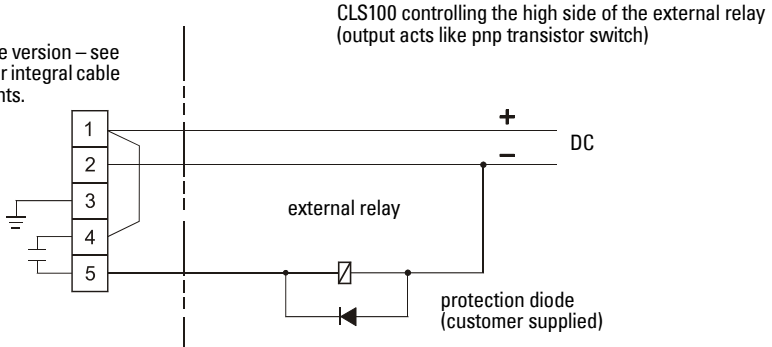 CLS100 controlling the high side of the external relay
(output acts like pnp transistor switch)
e version – see
r integral cable
nts.
1
+
DC
2
–
3
external relay
4
5
protection diode
(customer supplied)